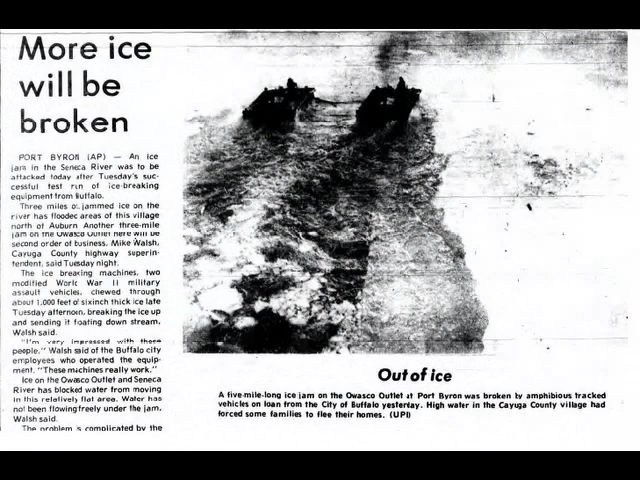 More ice
will be
broken
PORT BYRON (AP) — An ice
jam in the Seneca River was to be
attacked today after Tuesday's suc-
cessful test run of ice-breaking
equipment from Buffalo.
Three miles of jammed ice on the
river has flooded areas of this village
north of Auburn Another three-mile
jam on the Owasco Outlet here will be
second order of business, Mike Walsh,
Cayuga County highway superin-
tendent, said Tuesday night.
The ice breaking machines, two
modified World War II military
assault vehicles, chewed through
about 1,000 feet of sixinch thick ice late
Tuesday afternoon, breaking the ice up
and sending it floating down stream,
Walsh said.
"I'm very impressed with those
people," Walsh said of the Buffalo city
employees who operated the equip-
ment. "These machines really work."
Ice on the Owasco Outlet and Seneca
River has blocked water from moving
in this relatively flat area. Water has
not been flowing freely under the jam,
Walsh said.
The problem is complicated by the
Out of ice
A five-mile-long ice jam on the Owasco Outlet at Port Byron was broken by amphibious tracked
vehicles on loan from the City of Buffalo yesterday. High water in the Cayuga County village had
forced some families to flee their homes. (UPI)